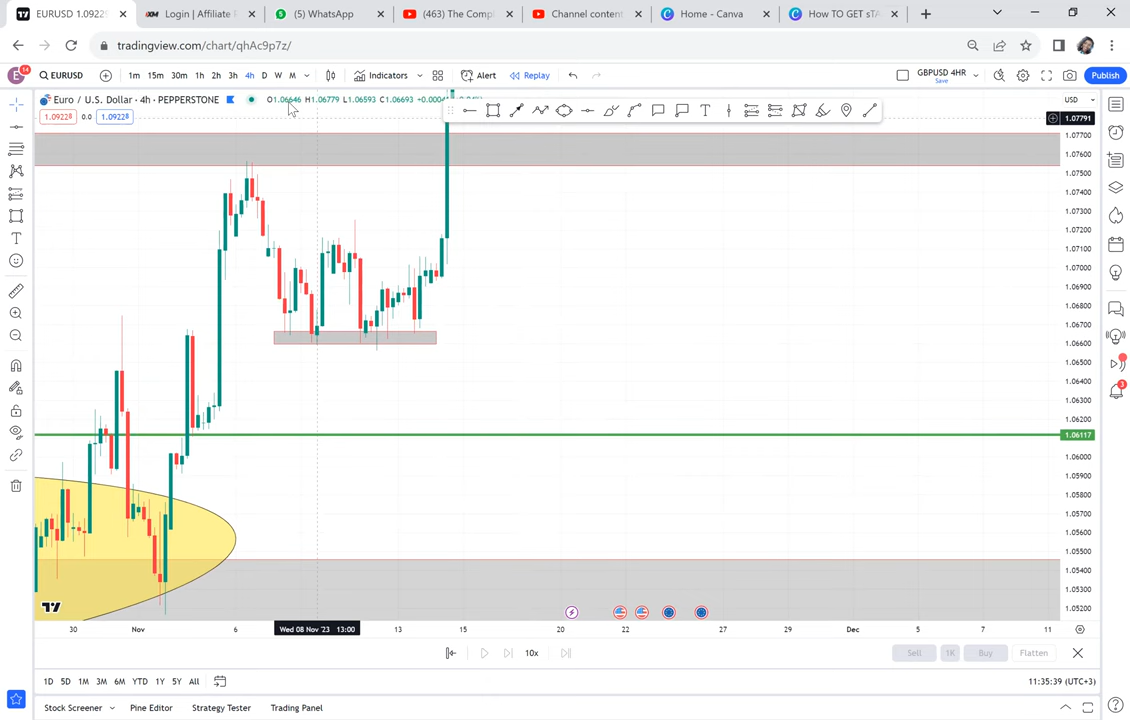 EURUSD 1.0922
Login | Affiliate P
(5) WhatsApp
(463) The Comp
Channel content
Home - Canva
How TO GET sTA
tradingview.com/chart/qhAc9p7z/
E
14
EURUSD
1m 15m 30m 1h 2h 3h 4h D W M
Indicators
Alert
Replay
GBPUSD 4HR
Save
Publish
Euro / U.S. Dollar · 4h · PEPPERSTONE
O1.06646 H1.06779 L1.06593 C1.06693
USD
1.09228 0.0 1.09228
1.07791
1.07700
1.07600
1.07500
1.07400
1.07300
1.07200
1.07100
1.07000
1.06900
1.06800
1.06700
1.06600
1.06500
1.06400
1.06300
1.06200
1.06117
1.06000
1.05900
1.05800
1.05700
1.05600
1.05500
1.05400
1.05300
1.05200
3
30 Nov 6 Wed 08 Nov '23 13:00 13 15 20 22 27 29 Dec 5 7 11
10x
Sell 1K Buy Flatten
1D 5D 1M 3M 6M YTD 1Y 5Y All
11:35:39 (UTC+3)
Stock Screener Pine Editor Strategy Tester Trading Panel